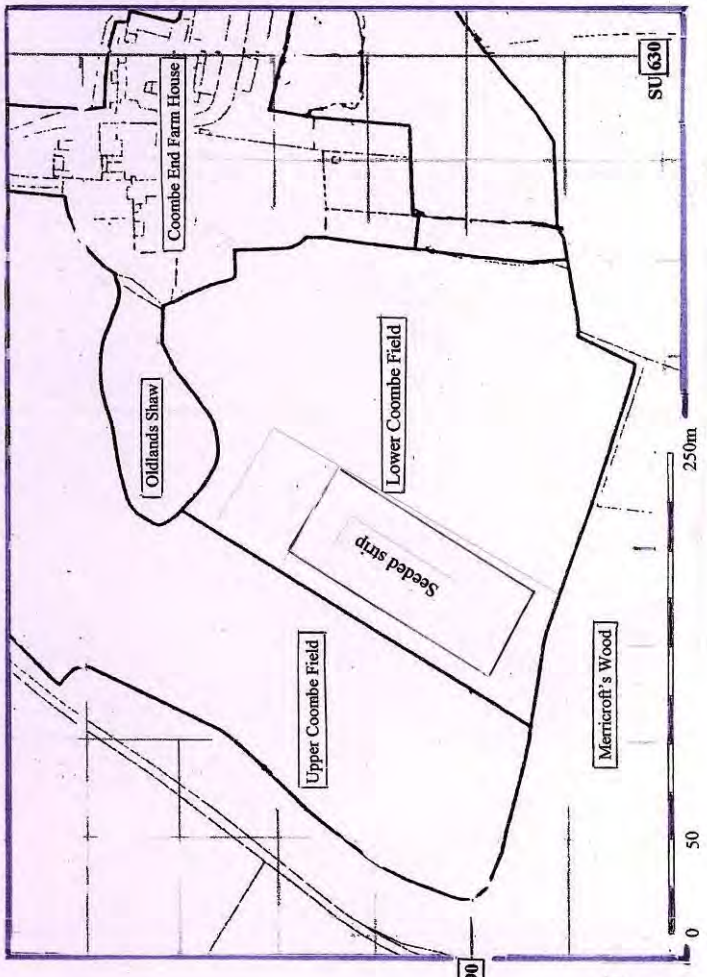 Coombe End Farm House
SU 630
Oldlands Shaw
Lower Coombe Field
Seeded strip
Upper Coombe Field
Merricroft's Wood
0
50
250m